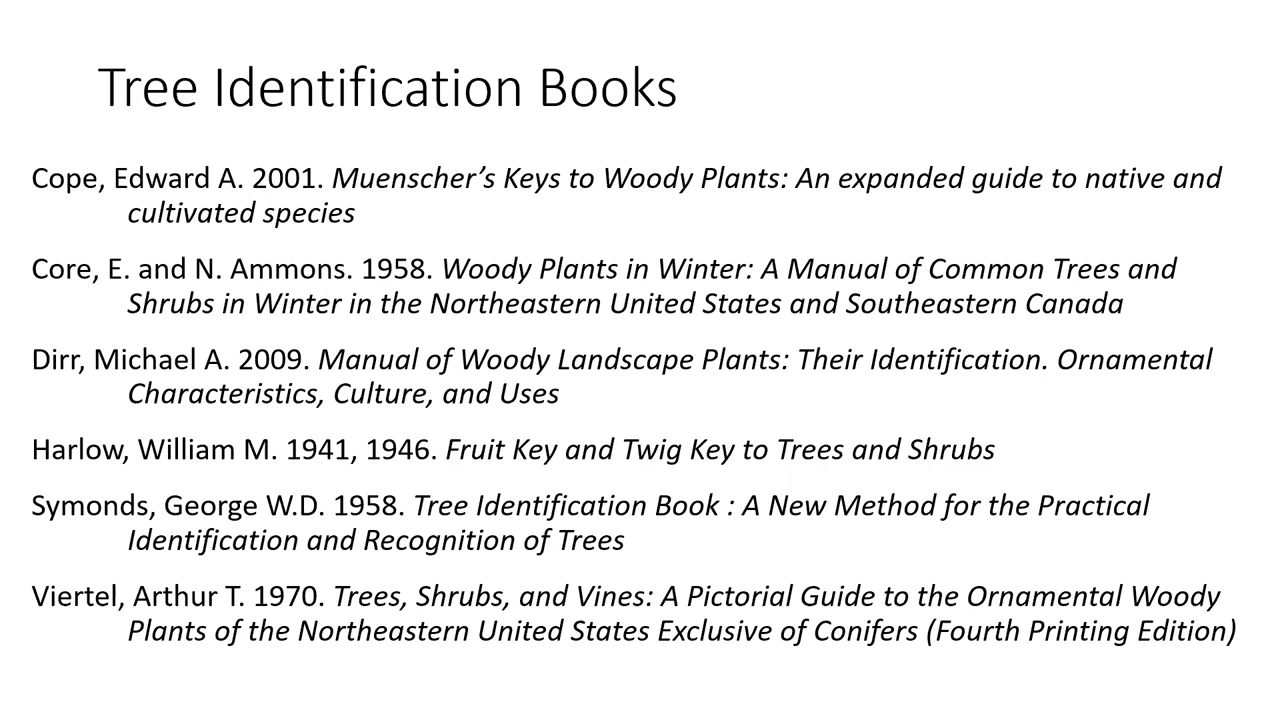 Tree Identification Books
Cope, Edward A. 2001. Muenscher’s Keys to Woody Plants: An expanded guide to native and
cultivated species
Core, E. and N. Ammons. 1958. Woody Plants in Winter: A Manual of Common Trees and
Shrubs in Winter in the Northeastern United States and Southeastern Canada
Dirr, Michael A. 2009. Manual of Woody Landscape Plants: Their Identification. Ornamental
Characteristics, Culture, and Uses
Harlow, William M. 1941, 1946. Fruit Key and Twig Key to Trees and Shrubs
Symonds, George W.D. 1958. Tree Identification Book : A New Method for the Practical
Identification and Recognition of Trees
Viertel, Arthur T. 1970. Trees, Shrubs, and Vines: A Pictorial Guide to the Ornamental Woody
Plants of the Northeastern United States Exclusive of Conifers (Fourth Printing Edition)